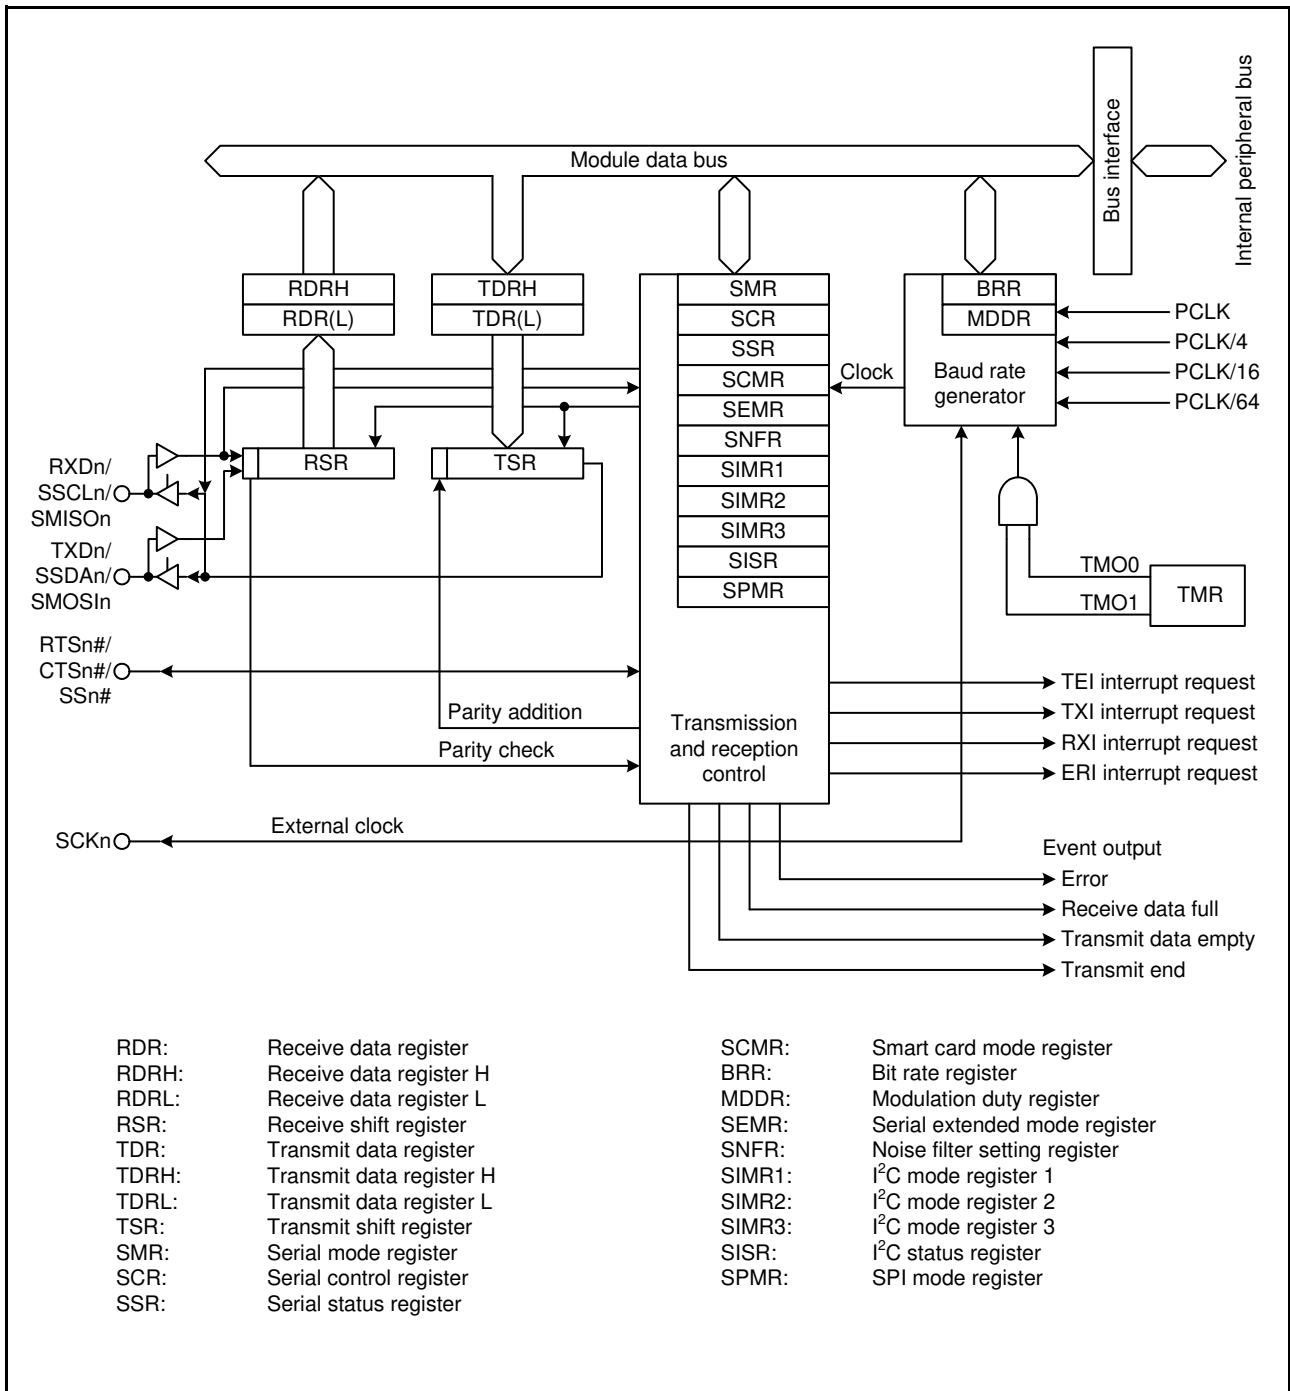 Module data bus
Bus interface
Internal peripheral bus
RDRH
RDR(L)
TDRH
TDR(L)
SMR
SCR
SSR
SCMR
SEMR
SNFR
SIMR1
SIMR2
SIMR3
SISR
SPMR
BRR
MDDR
Baud rate
generator
PCLK
PCLK/4
PCLK/16
PCLK/64
Clock
RSR
TSR
RXDn/
SSCLn/
SMISOn
TXDn/
SSDAn/
SMOSIn
TMO0
TMO1
TMR
RTSn#/
CTSn#/
SSn#
Parity addition
Parity check
Transmission
and reception
control
TEI interrupt request
TXI interrupt request
RXI interrupt request
ERI interrupt request
SCKn
External clock
Event output
Error
Receive data full
Transmit data empty
Transmit end
RDR: Receive data register
RDRH: Receive data register H
RDRL: Receive data register L
RSR: Receive shift register
TDR: Transmit data register
TDRH: Transmit data register H
TDRL: Transmit data register L
TSR: Transmit shift register
SMR: Serial mode register
SCR: Serial control register
SSR: Serial status register
SCMR: Smart card mode register
BRR: Bit rate register
MDDR: Modulation duty register
SEMR: Serial extended mode register
SNFR: Noise filter setting register
SIMR1: I²C mode register 1
SIMR2: I²C mode register 2
SIMR3: I²C mode register 3
SISR: I²C status register
SPMR: SPI mode register